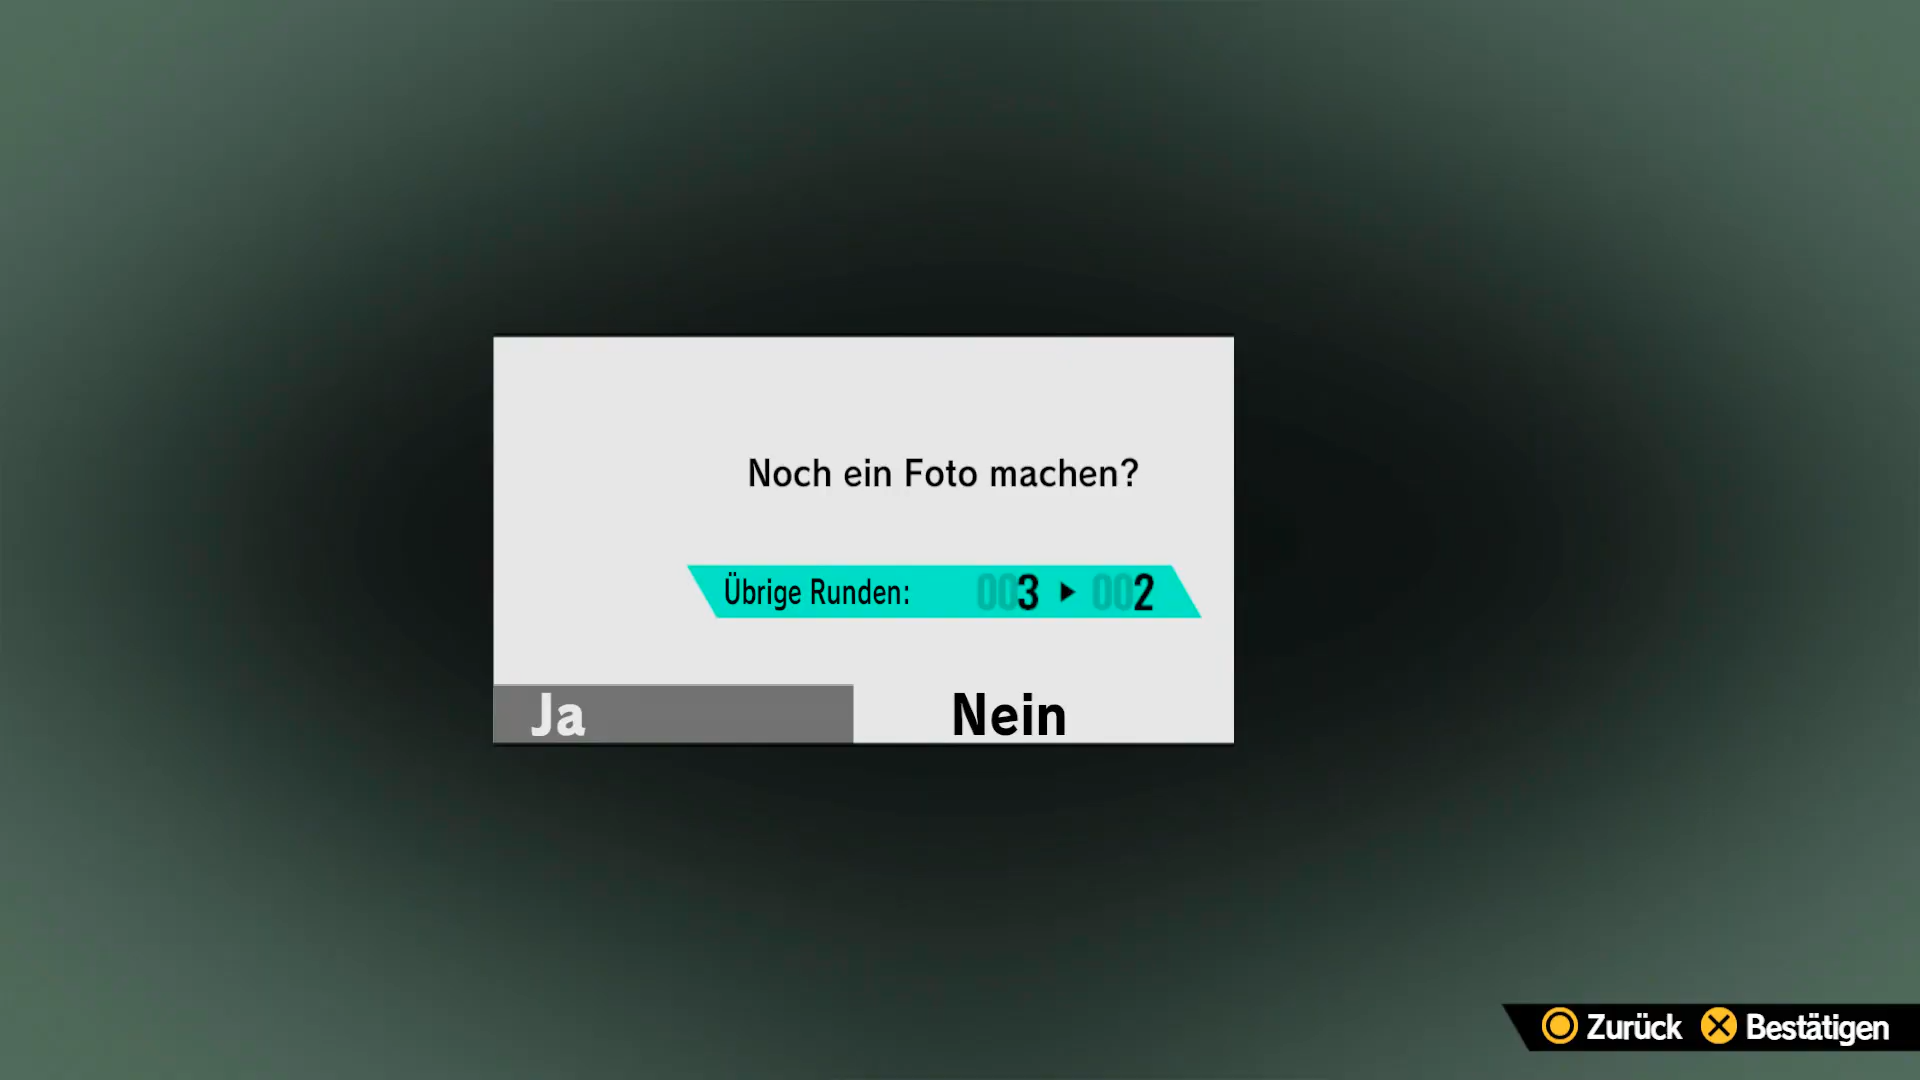 Noch ein Foto machen?
Übrige Runden: 003 ▶ 002
Ja Nein
Zurück Bestätigen